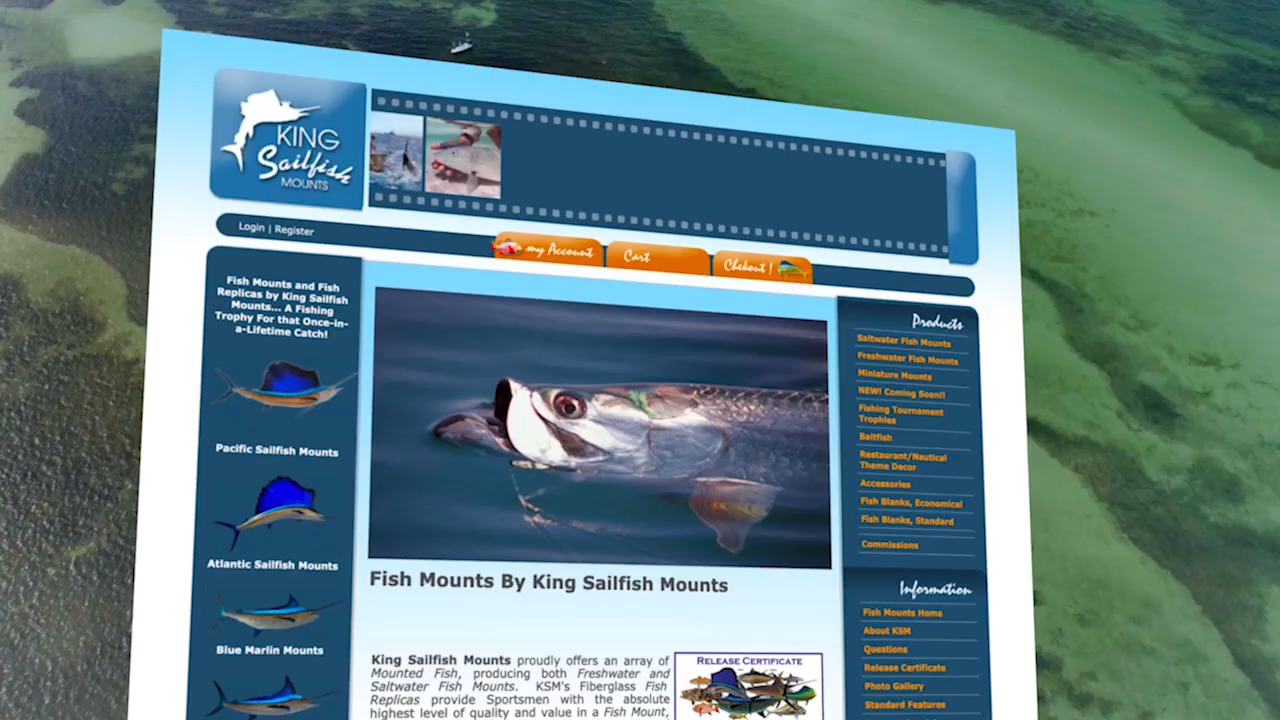 KING
Sailfish
MOUNTS
Login | Register
my Account
Cart
Chekout !
Fish Mounts and Fish
Replicas by King Sailfish
Mounts... A Fishing
Trophy For that Once-in-
a-Lifetime Catch!
Pacific Sailfish Mounts
Atlantic Sailfish Mounts
Blue Marlin Mounts
Fish Mounts By King Sailfish Mounts
King Sailfish Mounts proudly offers an array of
Mounted Fish, producing both Freshwater and
Saltwater Fish Mounts. KSM's Fiberglass Fish
Replicas provide Sportsmen with the absolute
highest level of quality and value in a Fish Mount,
RELEASE CERTIFICATE
Products
Saltwater Fish Mounts
Freshwater Fish Mounts
Miniature Mounts
NEW! Coming Soon!!
Fishing Tournament
Trophies
Baitfish
Restaurant/Nautical
Theme Decor
Accessories
Fish Blanks, Economical
Fish Blanks, Standard
Commissions
Information
Fish Mounts Home
About KSM
Questions
Release Certificate
Photo Gallery
Standard Features